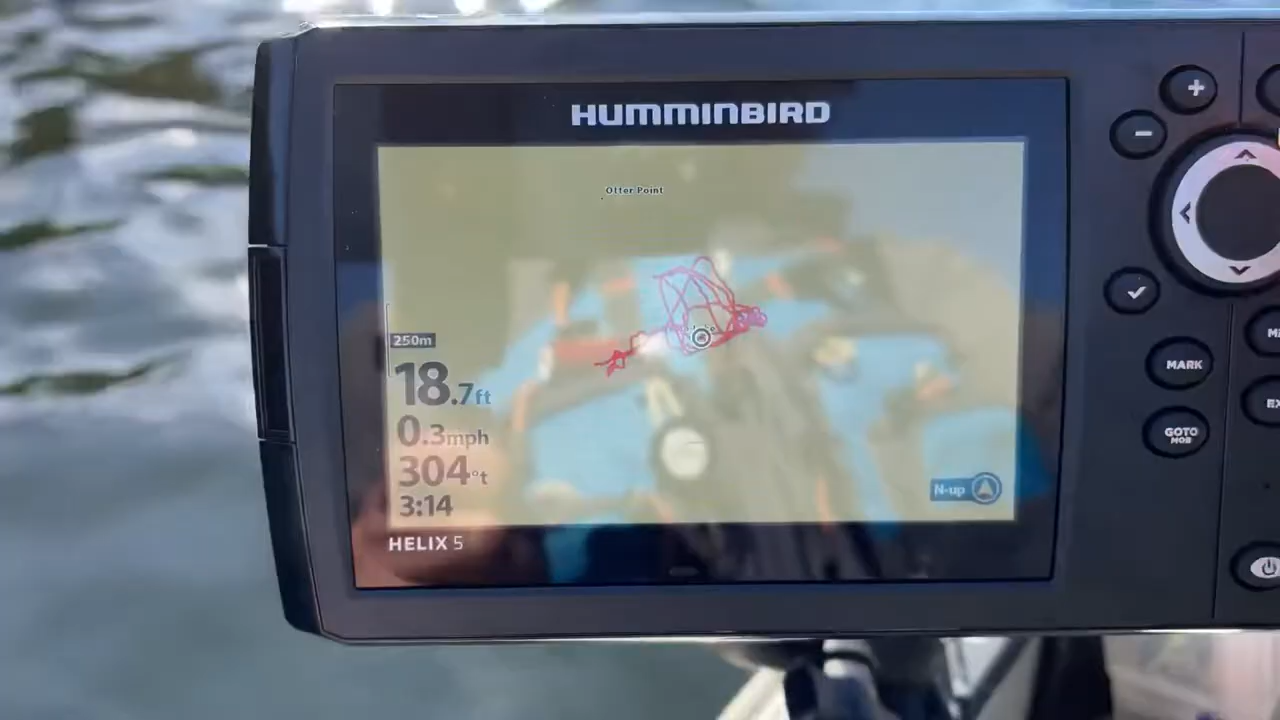 HUMMINBIRD
Otter Point
250m
18.7ft
0.3mph
304°t
3:14
N-up
HELIX 5
+
-
MARK
GOTO
MOB